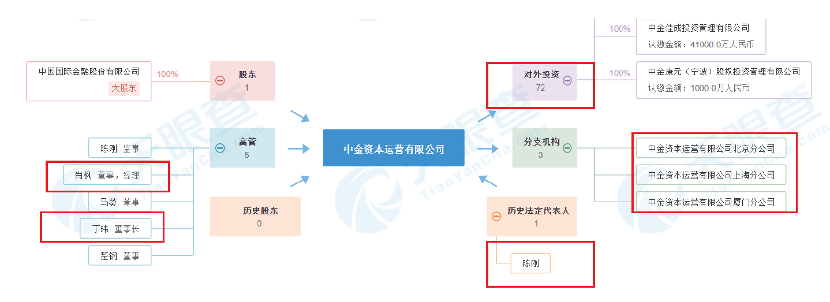 中金佳成投资管理有限公司
100%
认缴金额：41000.0万人民币
中国国际金融股份有限公司
大股东
100%
股东
1
对外投资
72
100%
中金康元（宁波）股权投资管理有限公司
认缴金额：1000.0万人民币
陈刚 监事
肖枫 董事，经理
董事
丁玮 董事长
董事
高管
5
中金资本运营有限公司
分支机构
3
中金资本运营有限公司北京分公司
中金资本运营有限公司上海分公司
中金资本运营有限公司厦门分公司
历史股东
0
历史法定代表人
1
陈刚
天眼查
TianYanCha.com